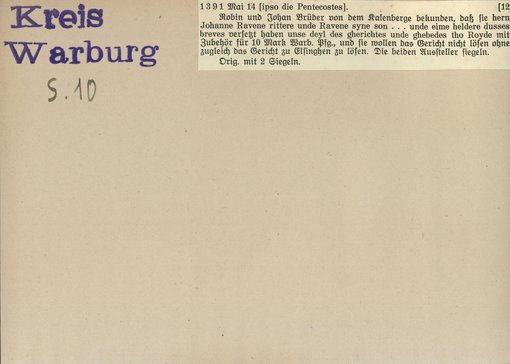 Kreis
Warburg
S. 10
1391 Mai 14 [ipso die Pentecostes]. [12
Robin und Johan Brüder von dem Kalenberge bekunden, daß sie hern
Johanne Ravene rittere unde Ravene syne son . . . unde eime heldere dusses
breves versetzt haben unse deyl des gherichtes unde ghebedes tho Royde mit
Zubehör für 10 Mark Warb. Pfg., und sie wollen das Gericht nicht lösen ohne
zugleich das Gericht zu Elsinghen zu lösen. Die beiden Aussteller siegeln.
Orig. mit 2 Siegeln.